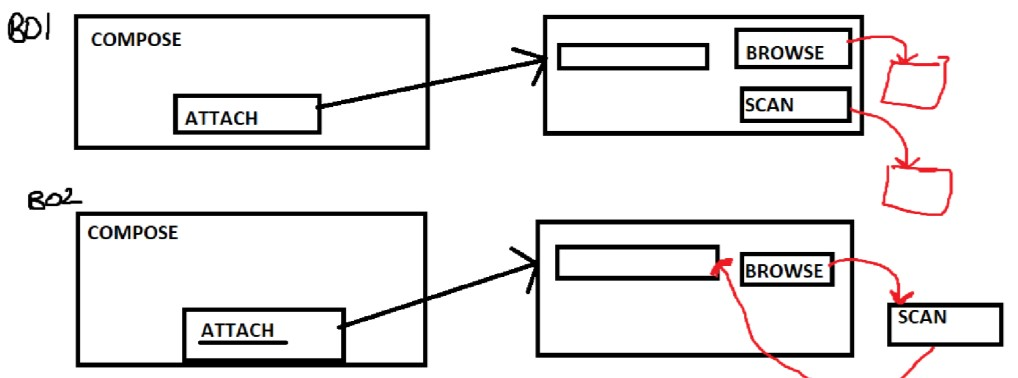 BO1
COMPOSE
ATTACH
BROWSE
SCAN
BO2
COMPOSE
ATTACH
BROWSE
SCAN